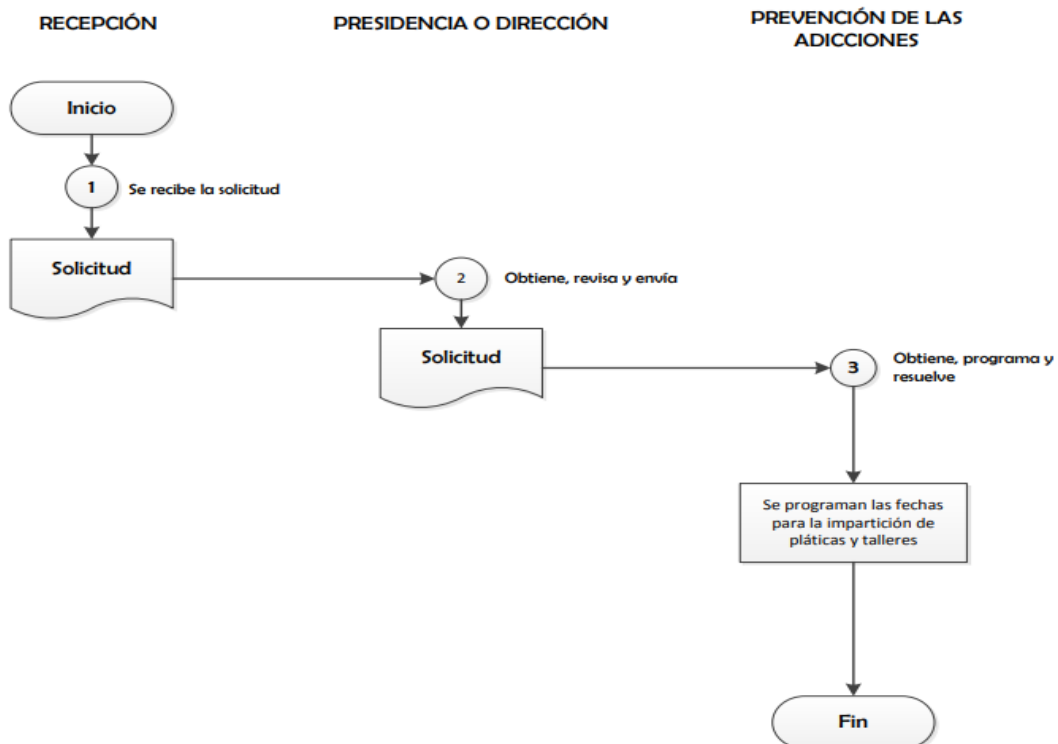 RECEPCIÓN
PRESIDENCIA O DIRECCIÓN
PREVENCIÓN DE LAS
ADICCIONES
Inicio
1
Se recibe la solicitud
Solicitud
2
Obtiene, revisa y envía
Solicitud
3
Obtiene, programa y
resuelve
Se programan las fechas
para la impartición de
pláticas y talleres
Fin